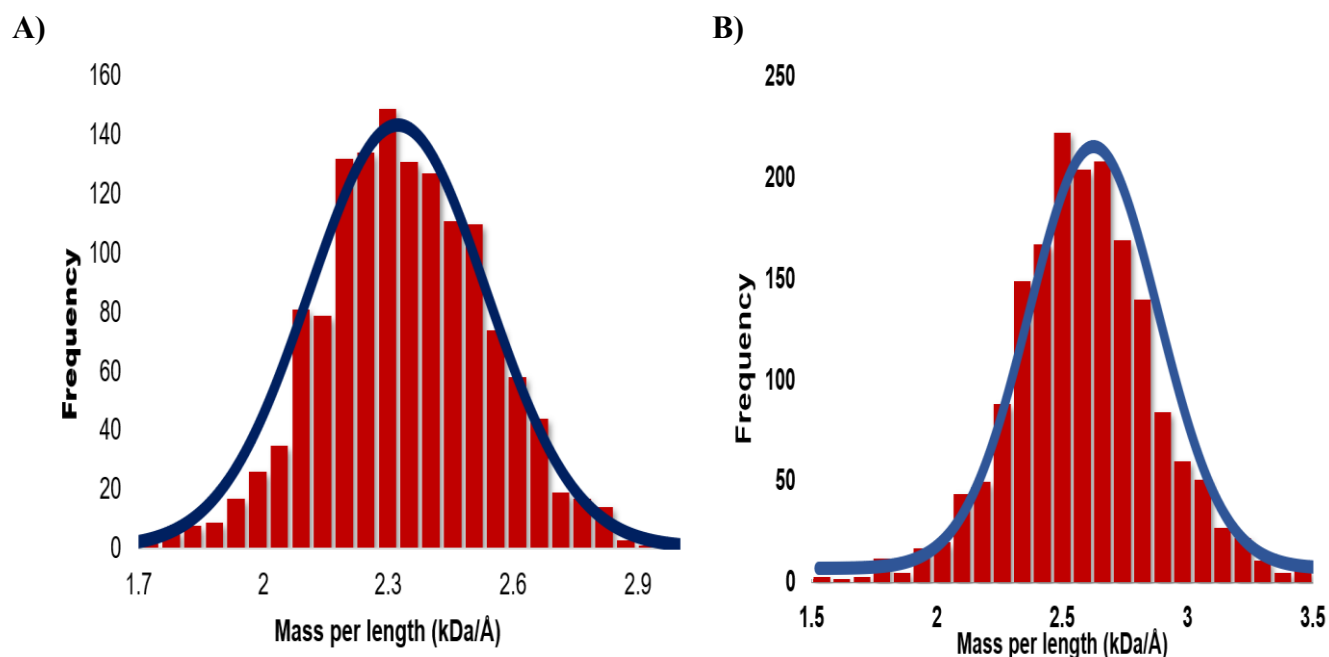 A)
160
140
120
100
80
60
40
20
0
Frequency
1.7 2 2.3 2.6 2.9
Mass per length (kDa/Å)
B)
250
200
150
100
50
0
Frequency
1.5 2 2.5 3 3.5
Mass per length (kDa/Å)